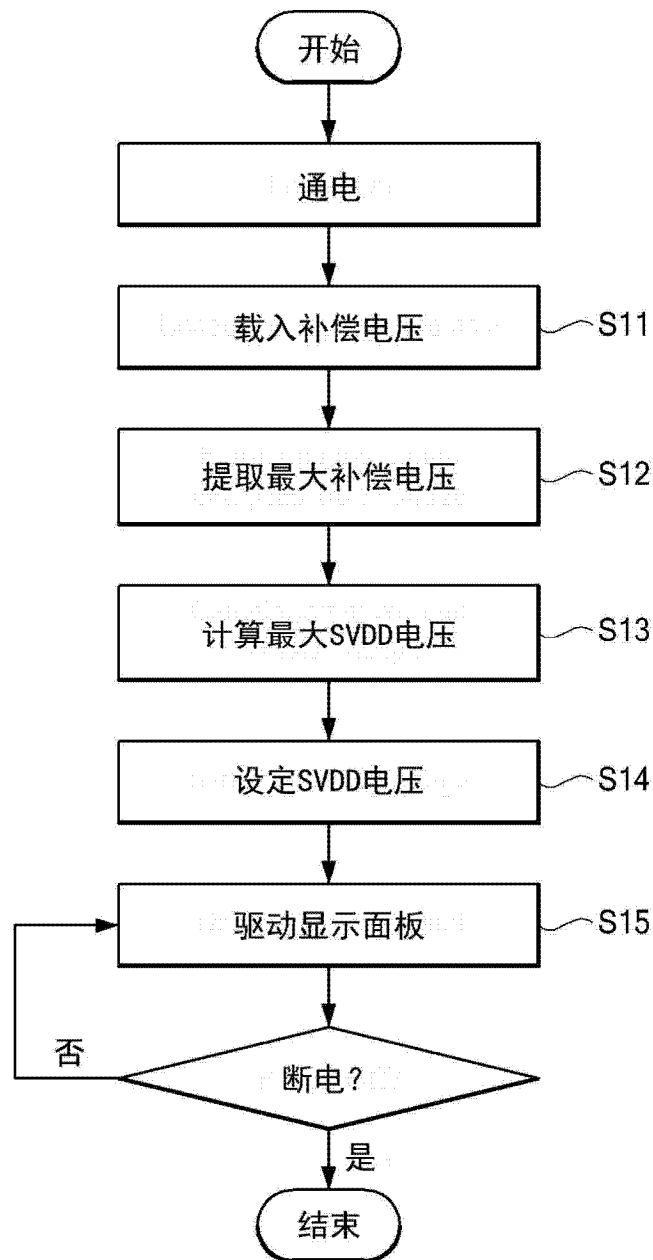 开始
通电
载入补偿电压
S11
提取最大补偿电压
S12
计算最大SVDD电压
S13
设定SVDD电压
S14
驱动显示面板
S15
否
断电?
是
结束